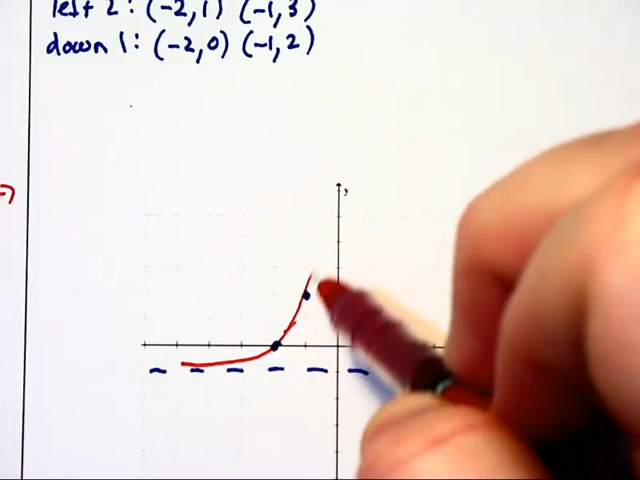 left 2: (-2,1) (-1,3)
down 1: (-2,0) (-1,2)
y